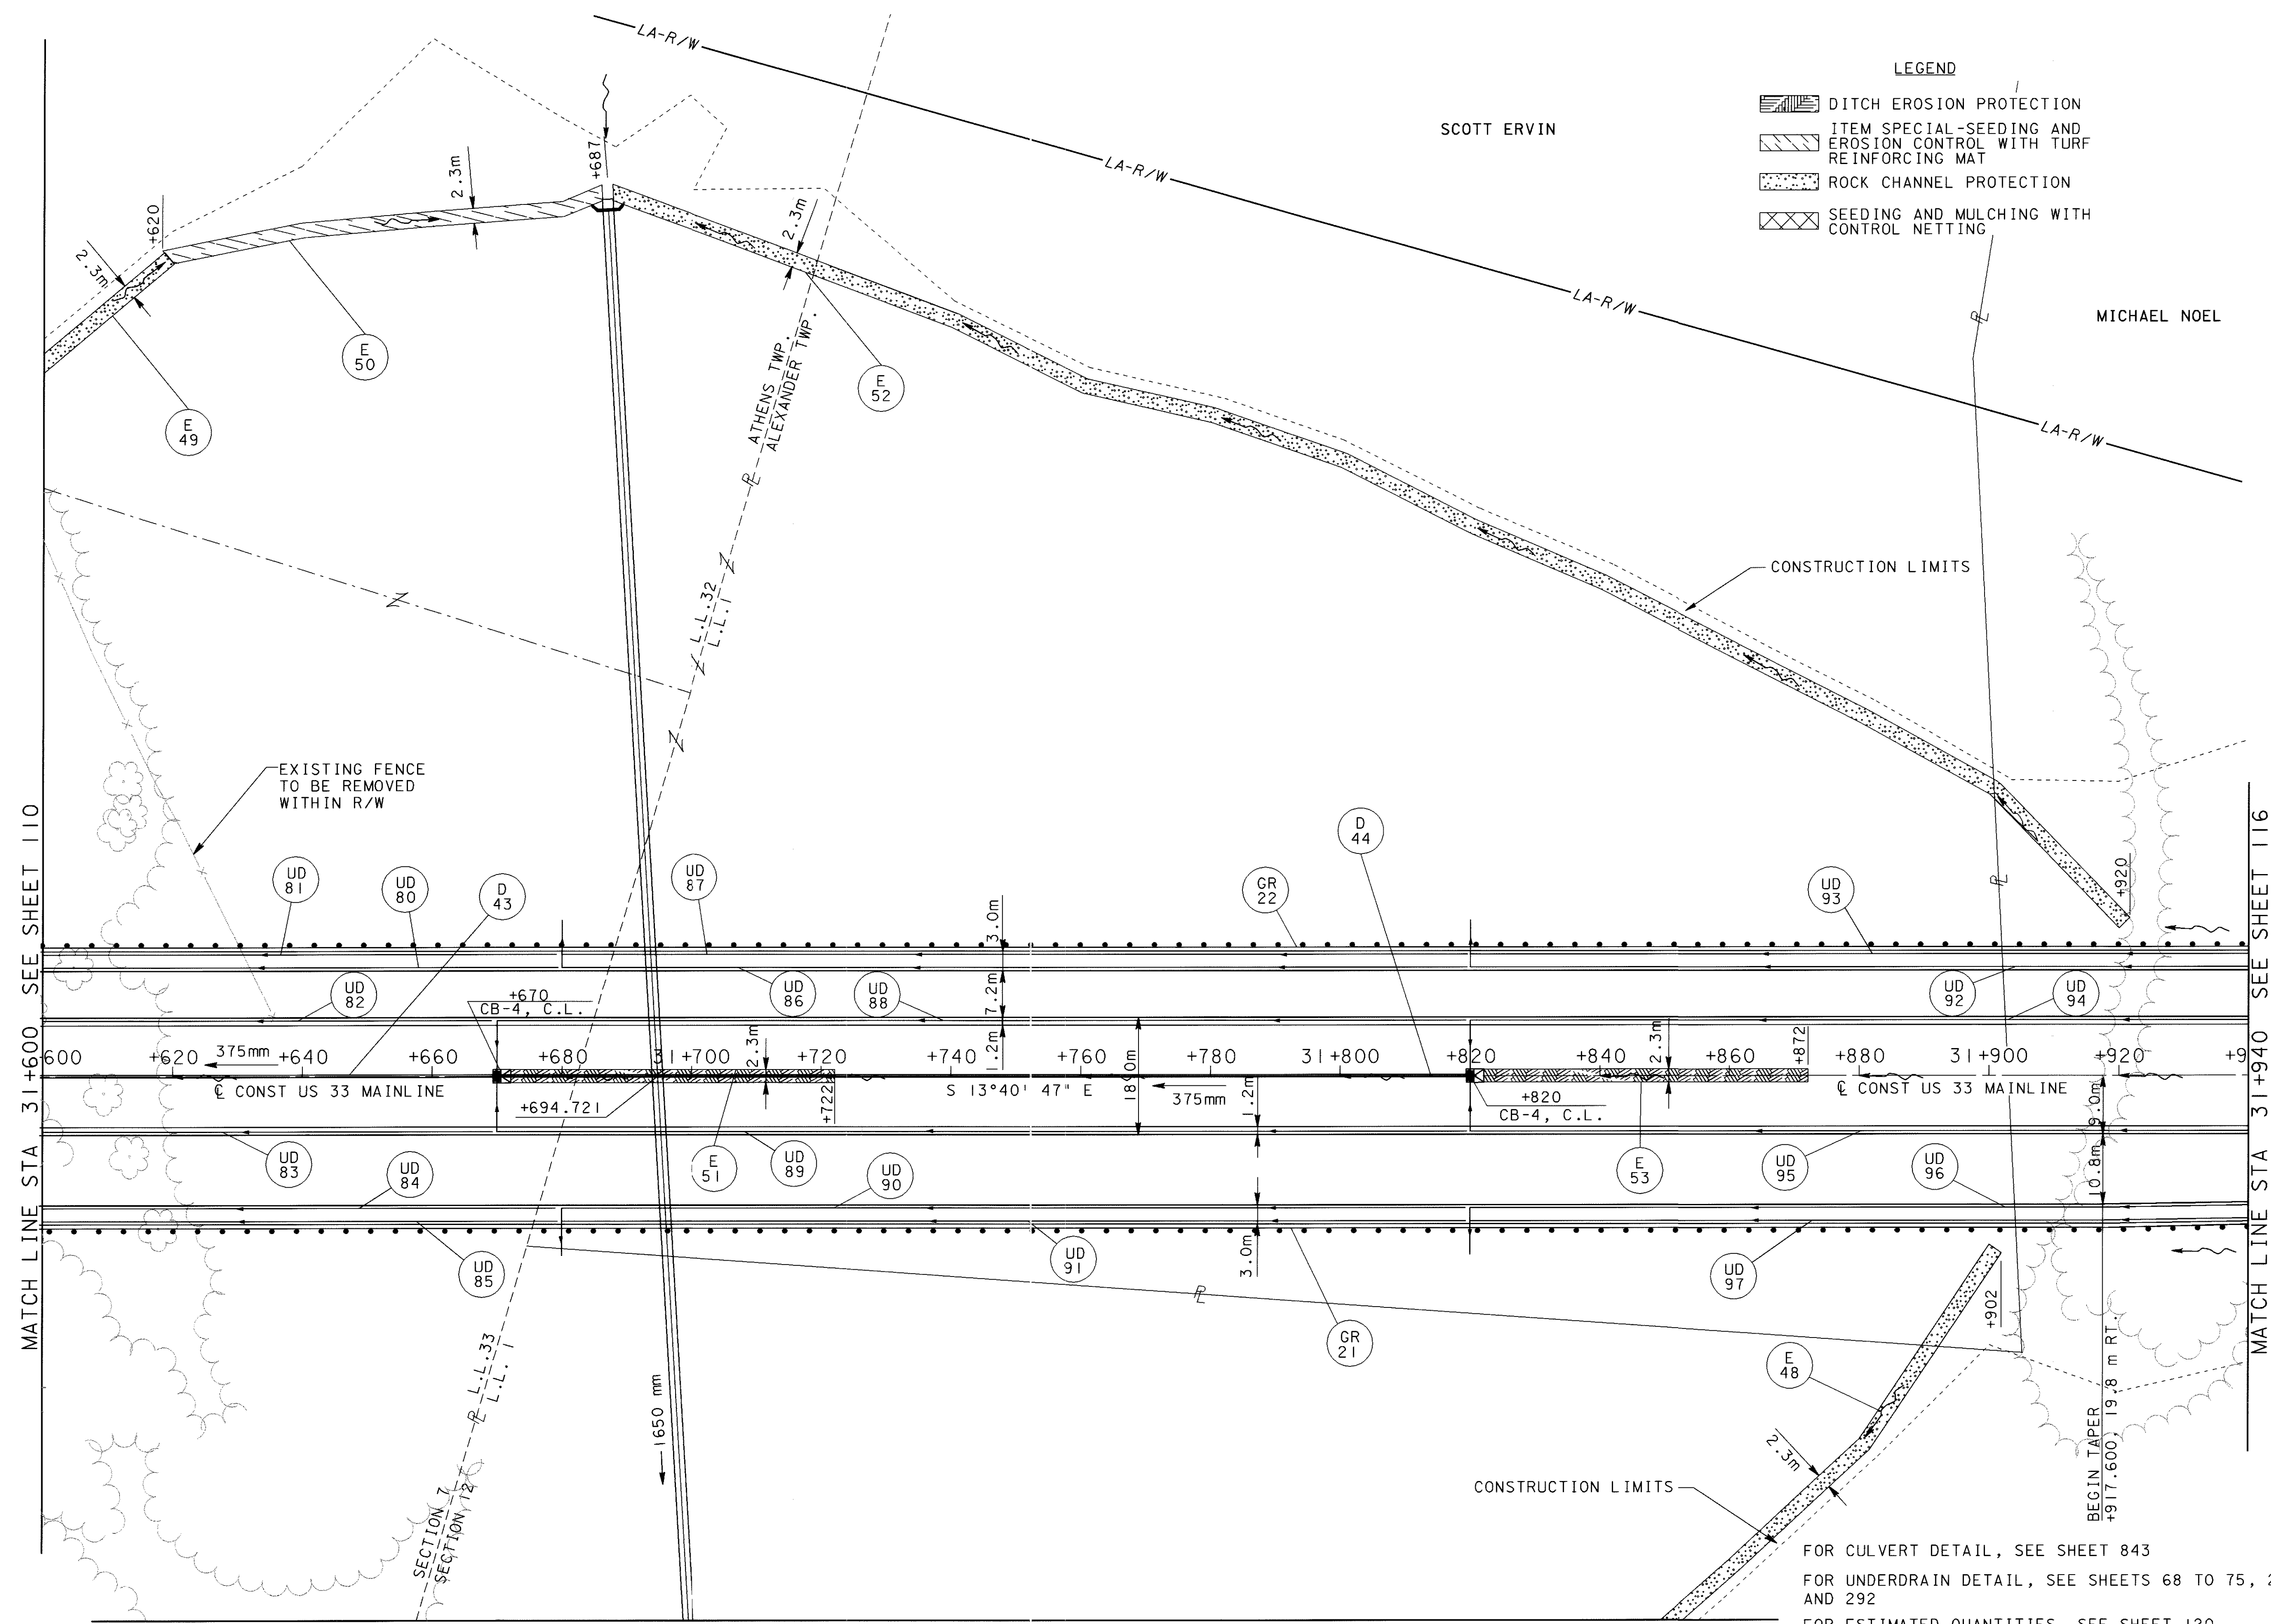 LA-R/W
LEGEND
DITCH EROSION PROTECTION
ITEM SPECIAL-SEEDING AND
EROSION CONTROL WITH TURF
REINFORCING MAT
ROCK CHANNEL PROTECTION
SEEDING AND MULCHING WITH
CONTROL NETTING
SCOTT ERVIN
LA-R/W
LA-R/W
MICHAEL NOEL
LA-R/W
+687
2.3m
+620
2.3m
2.3m
E
50
E
49
E
52
ATHENS TWP.
ALEXANDER TWP.
L.L.32
L.L.1
CONSTRUCTION LIMITS
EXISTING FENCE
TO BE REMOVED
WITHIN R/W
D
44
+920
UD
81
UD
80
D
43
UD
87
GR
22
UD
93
3.0m
7.2m
1.2m
UD
82
+670
CB-4, C.L.
UD
86
UD
88
UD
92
UD
94
2.3m
1890m
2.3m
+872
600 +620 +640 +660 +680 31+700 +720 +740 +760 +780 31+800 +820 +840 +860 +880 31+900 +920 +9
375mm
℄ CONST US 33 MAINLINE
+694.721
+722
S 13°40' 47" E
375mm
1.2m
+820
CB-4, C.L.
℄ CONST US 33 MAINLINE
9.0m
10.8m
UD
83
UD
84
E
51
UD
89
UD
90
E
53
UD
95
UD
96
UD
85
UD
91
3.0m
UD
97
GR
21
+902
E
48
L.L.33
L.L. 1
1650 mm
2.3m
SECTION 7
SECTION 12
CONSTRUCTION LIMITS
BEGIN TAPER
+917.600, 19.8 m RT.
MATCH LINE STA 31+600 SEE SHEET 110
MATCH LINE STA 31+940 SEE SHEET 116
FOR CULVERT DETAIL, SEE SHEET 843
FOR UNDERDRAIN DETAIL, SEE SHEETS 68 TO 75, 2
AND 292
FOR ESTIMATED QUANTITIES, SEE SHEET 120